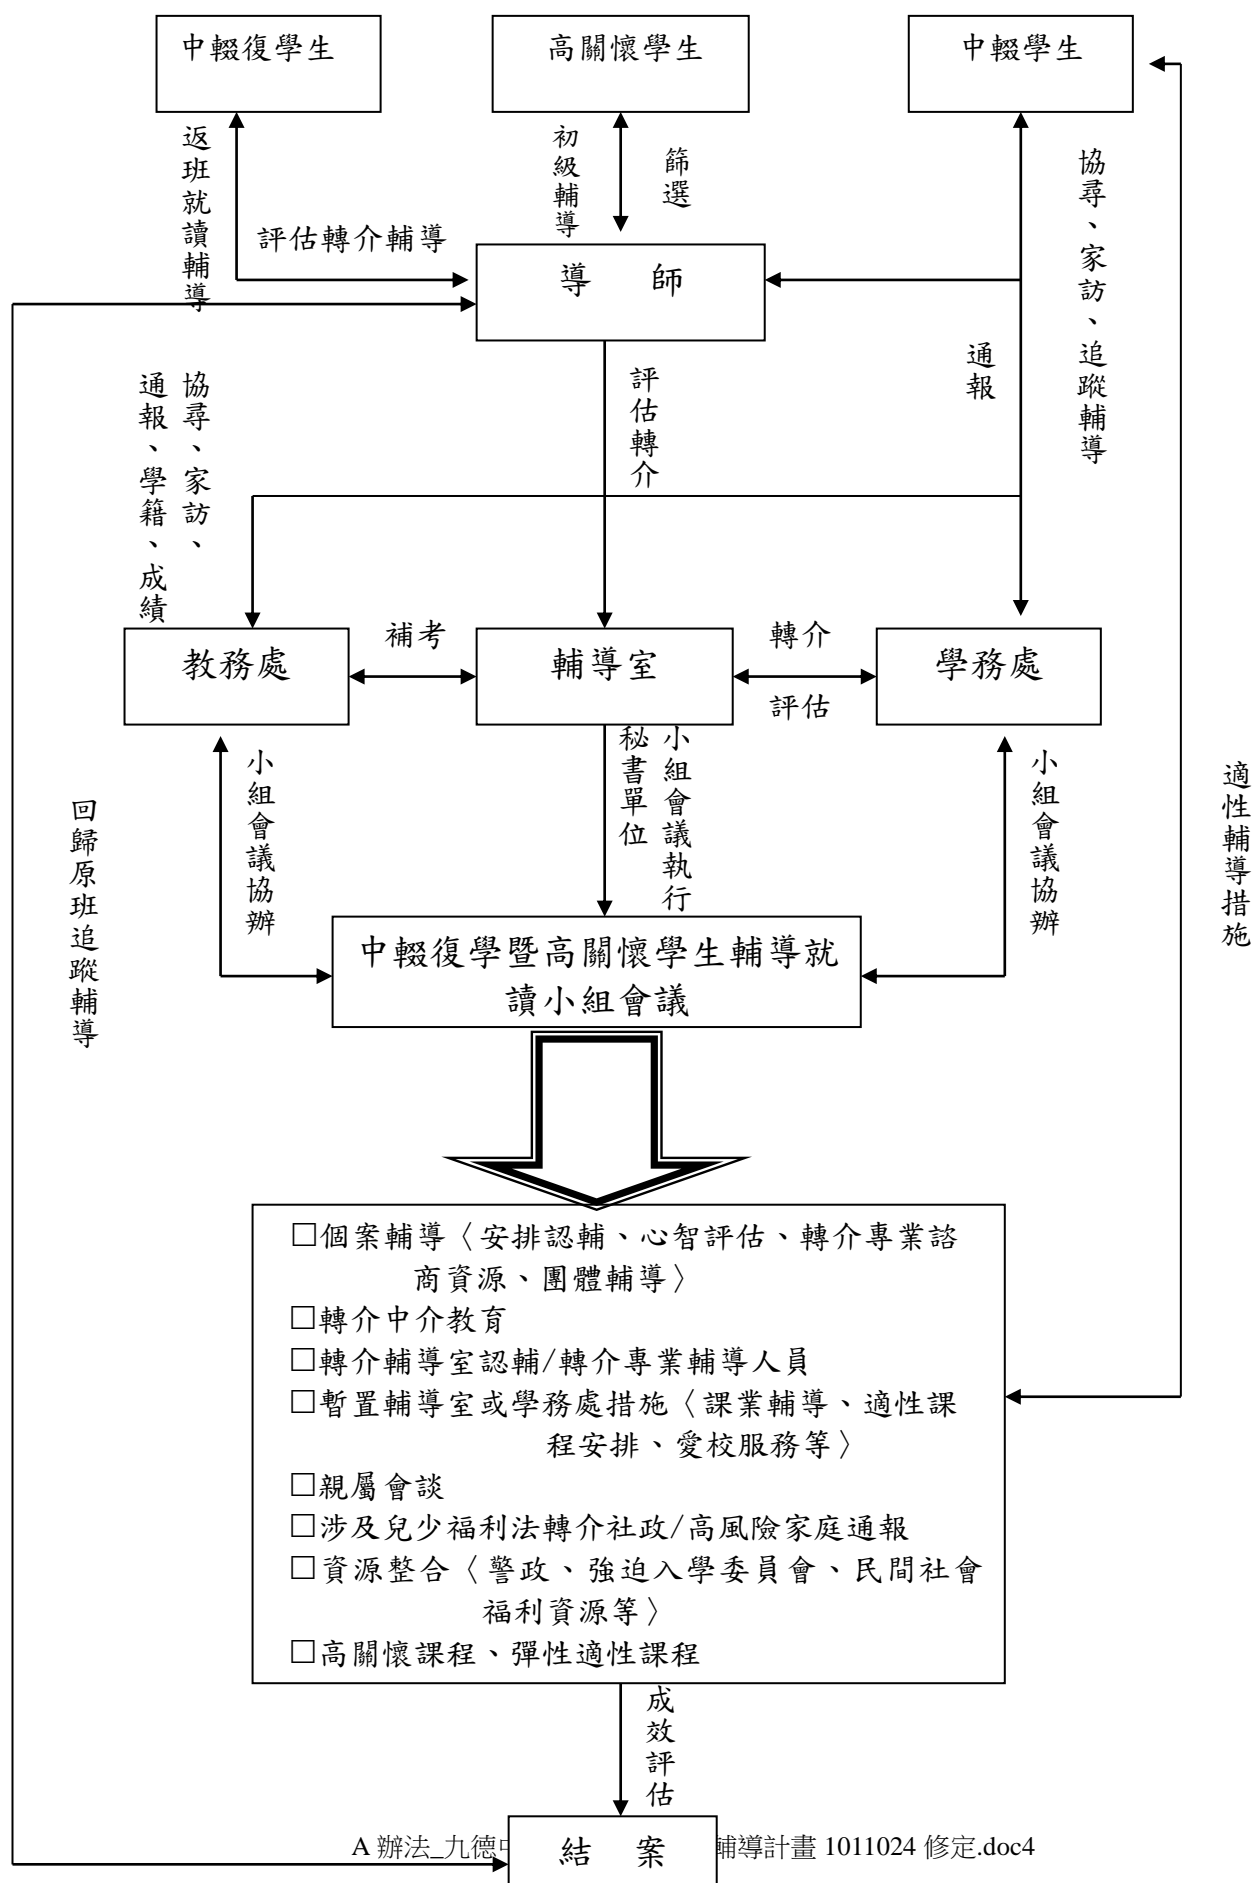 中輟復學生
高關懷學生
中輟學生
返班就讀輔導
評估轉介輔導
初級輔導
篩選
協尋、家訪、追蹤輔導
導 師
通報
評估轉介
協尋、家訪、
通報、學籍、成績
教務處
補考
輔導室
轉介
評估
學務處
小組會議協辦
小組會議執行
秘書單位
小組會議協辦
適性輔導措施
回歸原班追蹤輔導
中輟復學暨高關懷學生輔導就
讀小組會議
□個案輔導〈安排認輔、心智評估、轉介專業諮
商資源、團體輔導〉
□轉介中介教育
□轉介輔導室認輔/轉介專業輔導人員
□暫置輔導室或學務處措施〈課業輔導、適性課
程安排、愛校服務等〉
□親屬會談
□涉及兒少福利法轉介社政/高風險家庭通報
□資源整合〈警政、強迫入學委員會、民間社會
福利資源等〉
□高關懷課程、彈性適性課程
成效評估
結 案
A 辦法_九德中
輔導計畫 1011024 修定.doc4